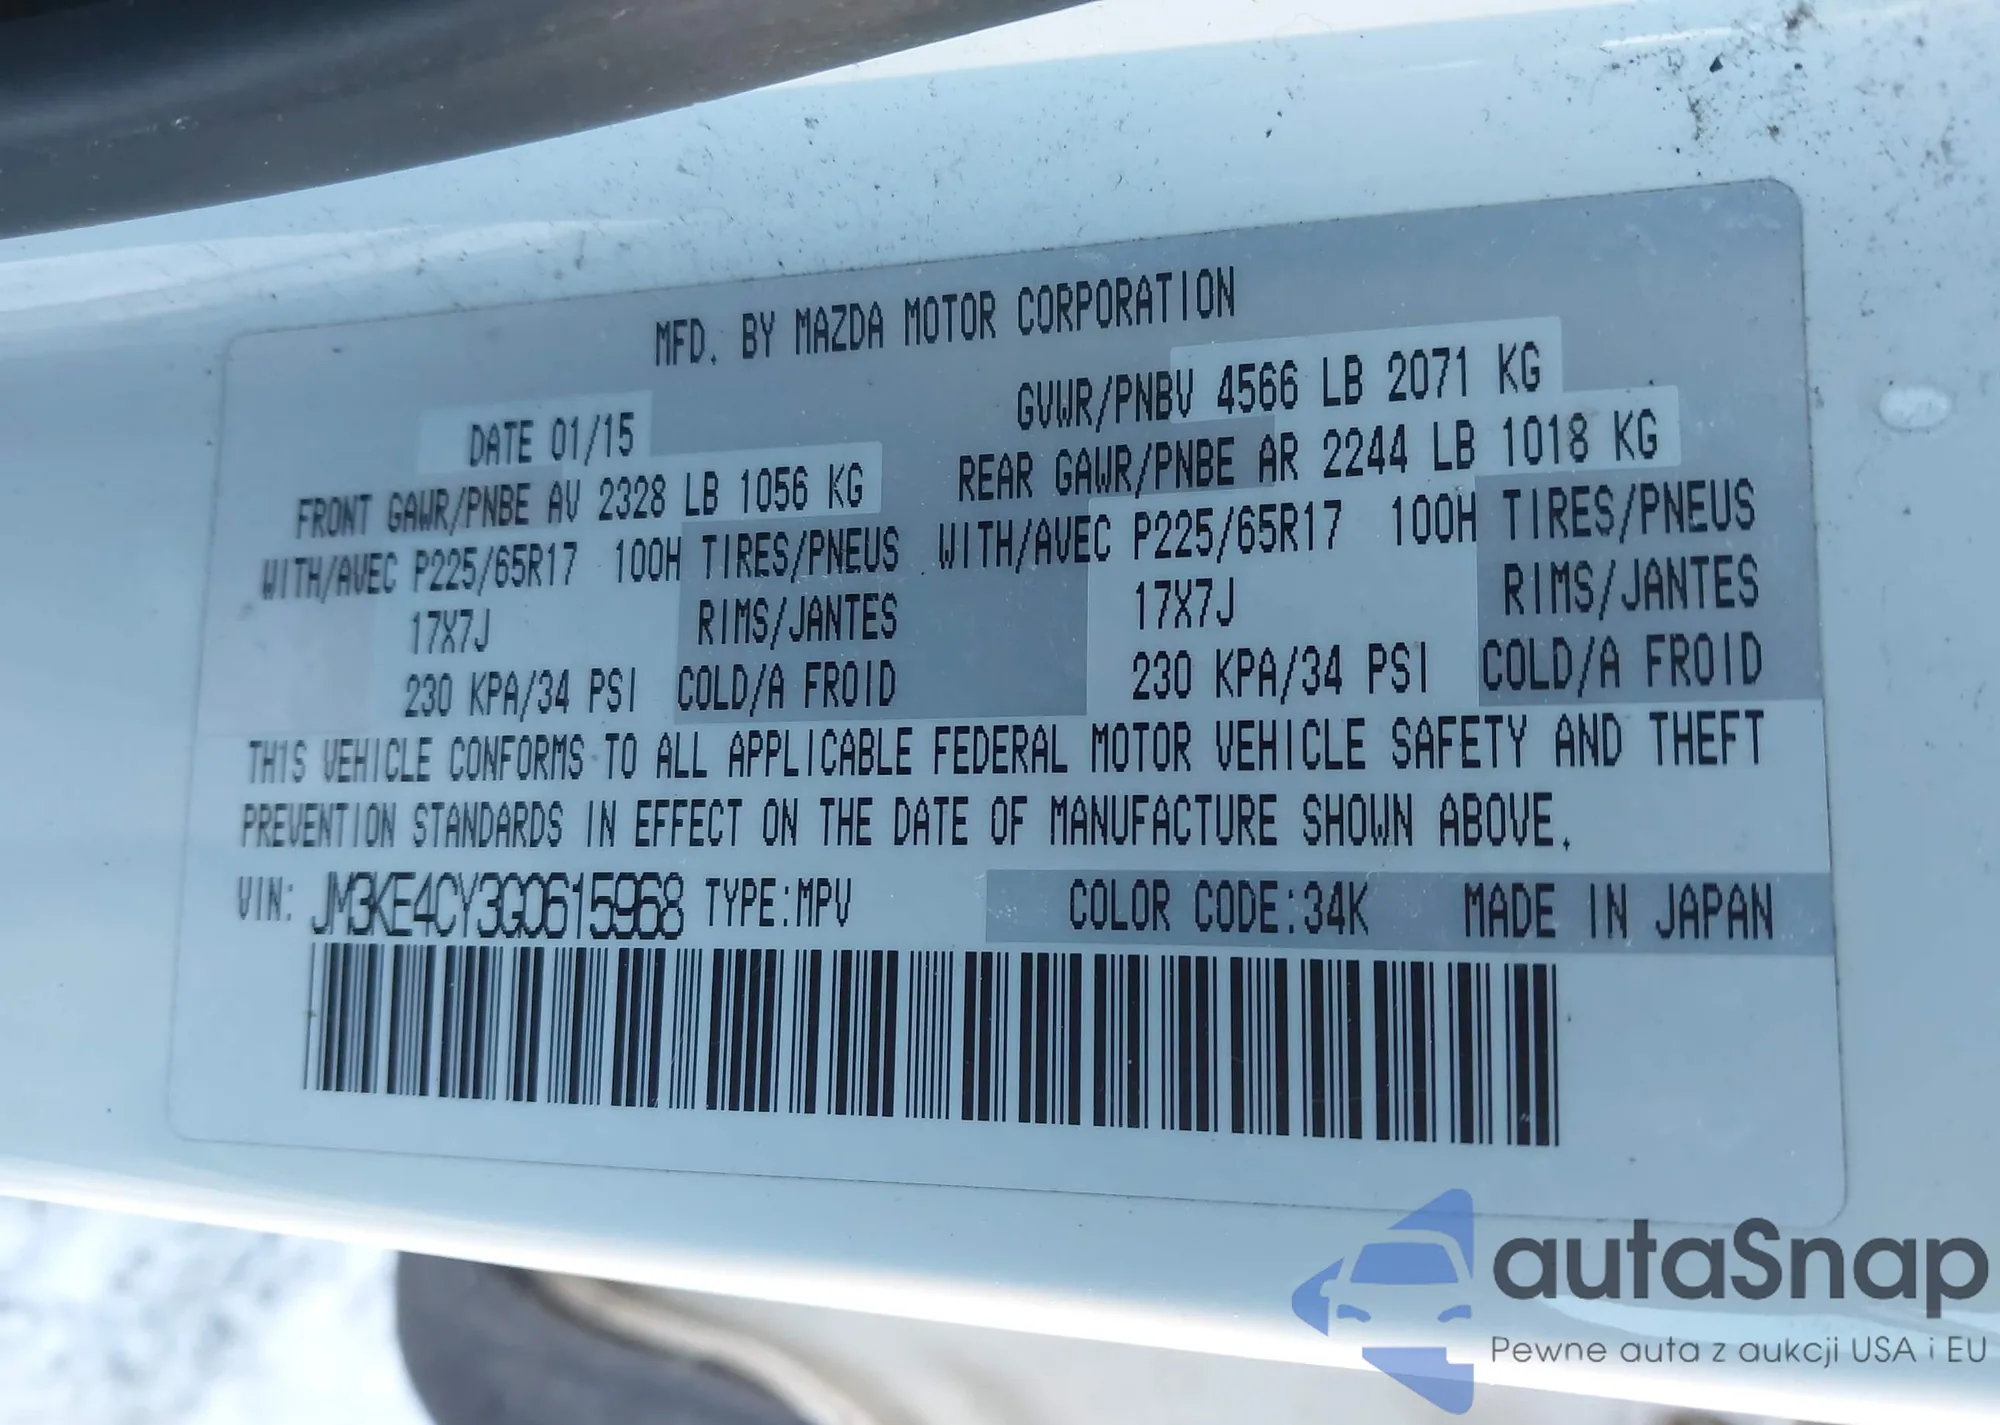 MFD. BY MAZDA MOTOR CORPORATION
DATE 01/15 GVWR/PNBV 4566 LB 2071 KG
FRONT GAWR/PNBE AV 2328 LB 1056 KG REAR GAWR/PNBE AR 2244 LB 1018 KG
WITH/AVEC P225/65R17 100H TIRES/PNEUS WITH/AVEC P225/65R17 100H TIRES/PNEUS
17X7J RIMS/JANTES 17X7J RIMS/JANTES
230 KPA/34 PSI COLD/A FROID 230 KPA/34 PSI COLD/A FROID
THIS VEHICLE CONFORMS TO ALL APPLICABLE FEDERAL MOTOR VEHICLE SAFETY AND THEFT
PREVENTION STANDARDS IN EFFECT ON THE DATE OF MANUFACTURE SHOWN ABOVE.
VIN: JM3KE4CY3G0615968 TYPE:MPV COLOR CODE:34K MADE IN JAPAN
autaSnap
Pewne auta z aukcji USA i EU